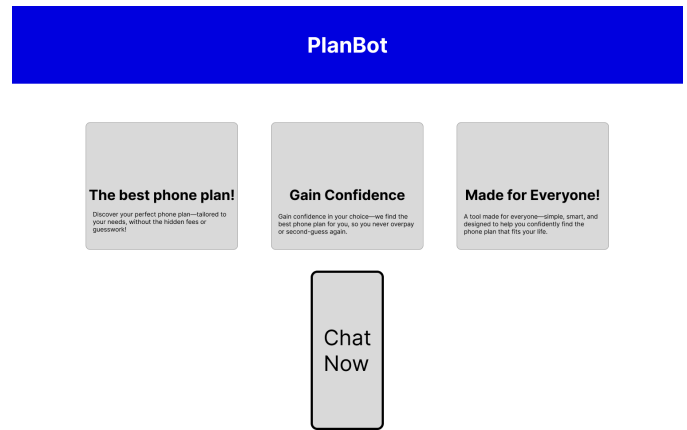 PlanBot
The best phone plan!
Discover your perfect phone plan—tailored to
your needs, without the hidden fees or
guesswork!
Gain Confidence
Gain confidence in your choice—we find the
best phone plan for you, so you never overpay
or second-guess again.
Made for Everyone!
A tool made for everyone—simple, smart, and
designed to help you confidently find the
phone plan that fits your life.
Chat
Now